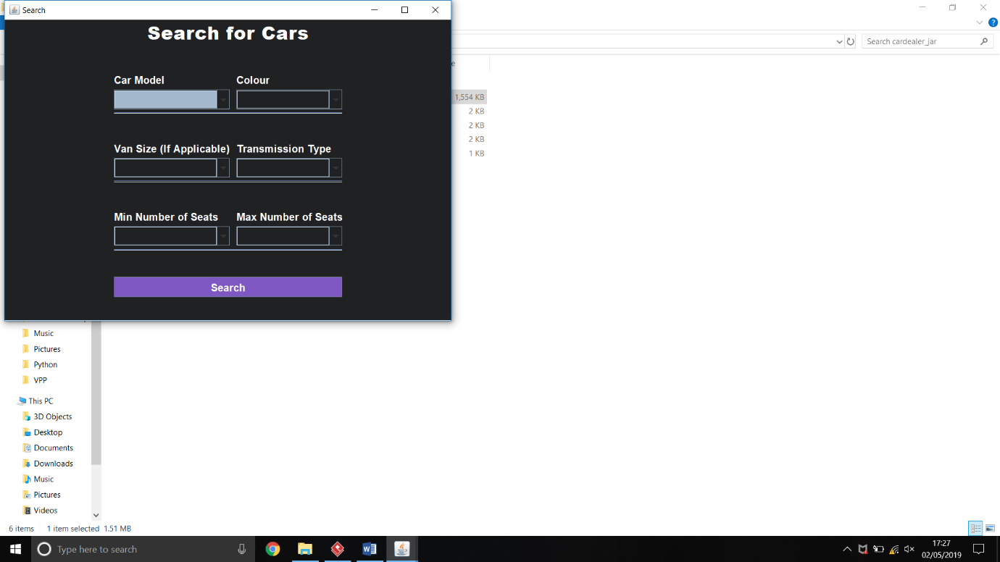 Search
Search for Cars
Car Model Colour
Van Size (If Applicable) Transmission Type
Min Number of Seats Max Number of Seats
Search
Search cardealer_jar
1,554 KB
2 KB
2 KB
2 KB
1 KB
Music
Pictures
Python
VPP
This PC
3D Objects
Desktop
Documents
Downloads
Music
Pictures
Videos
6 items 1 item selected 1.51 MB
Type here to search
17:27
02/05/2019